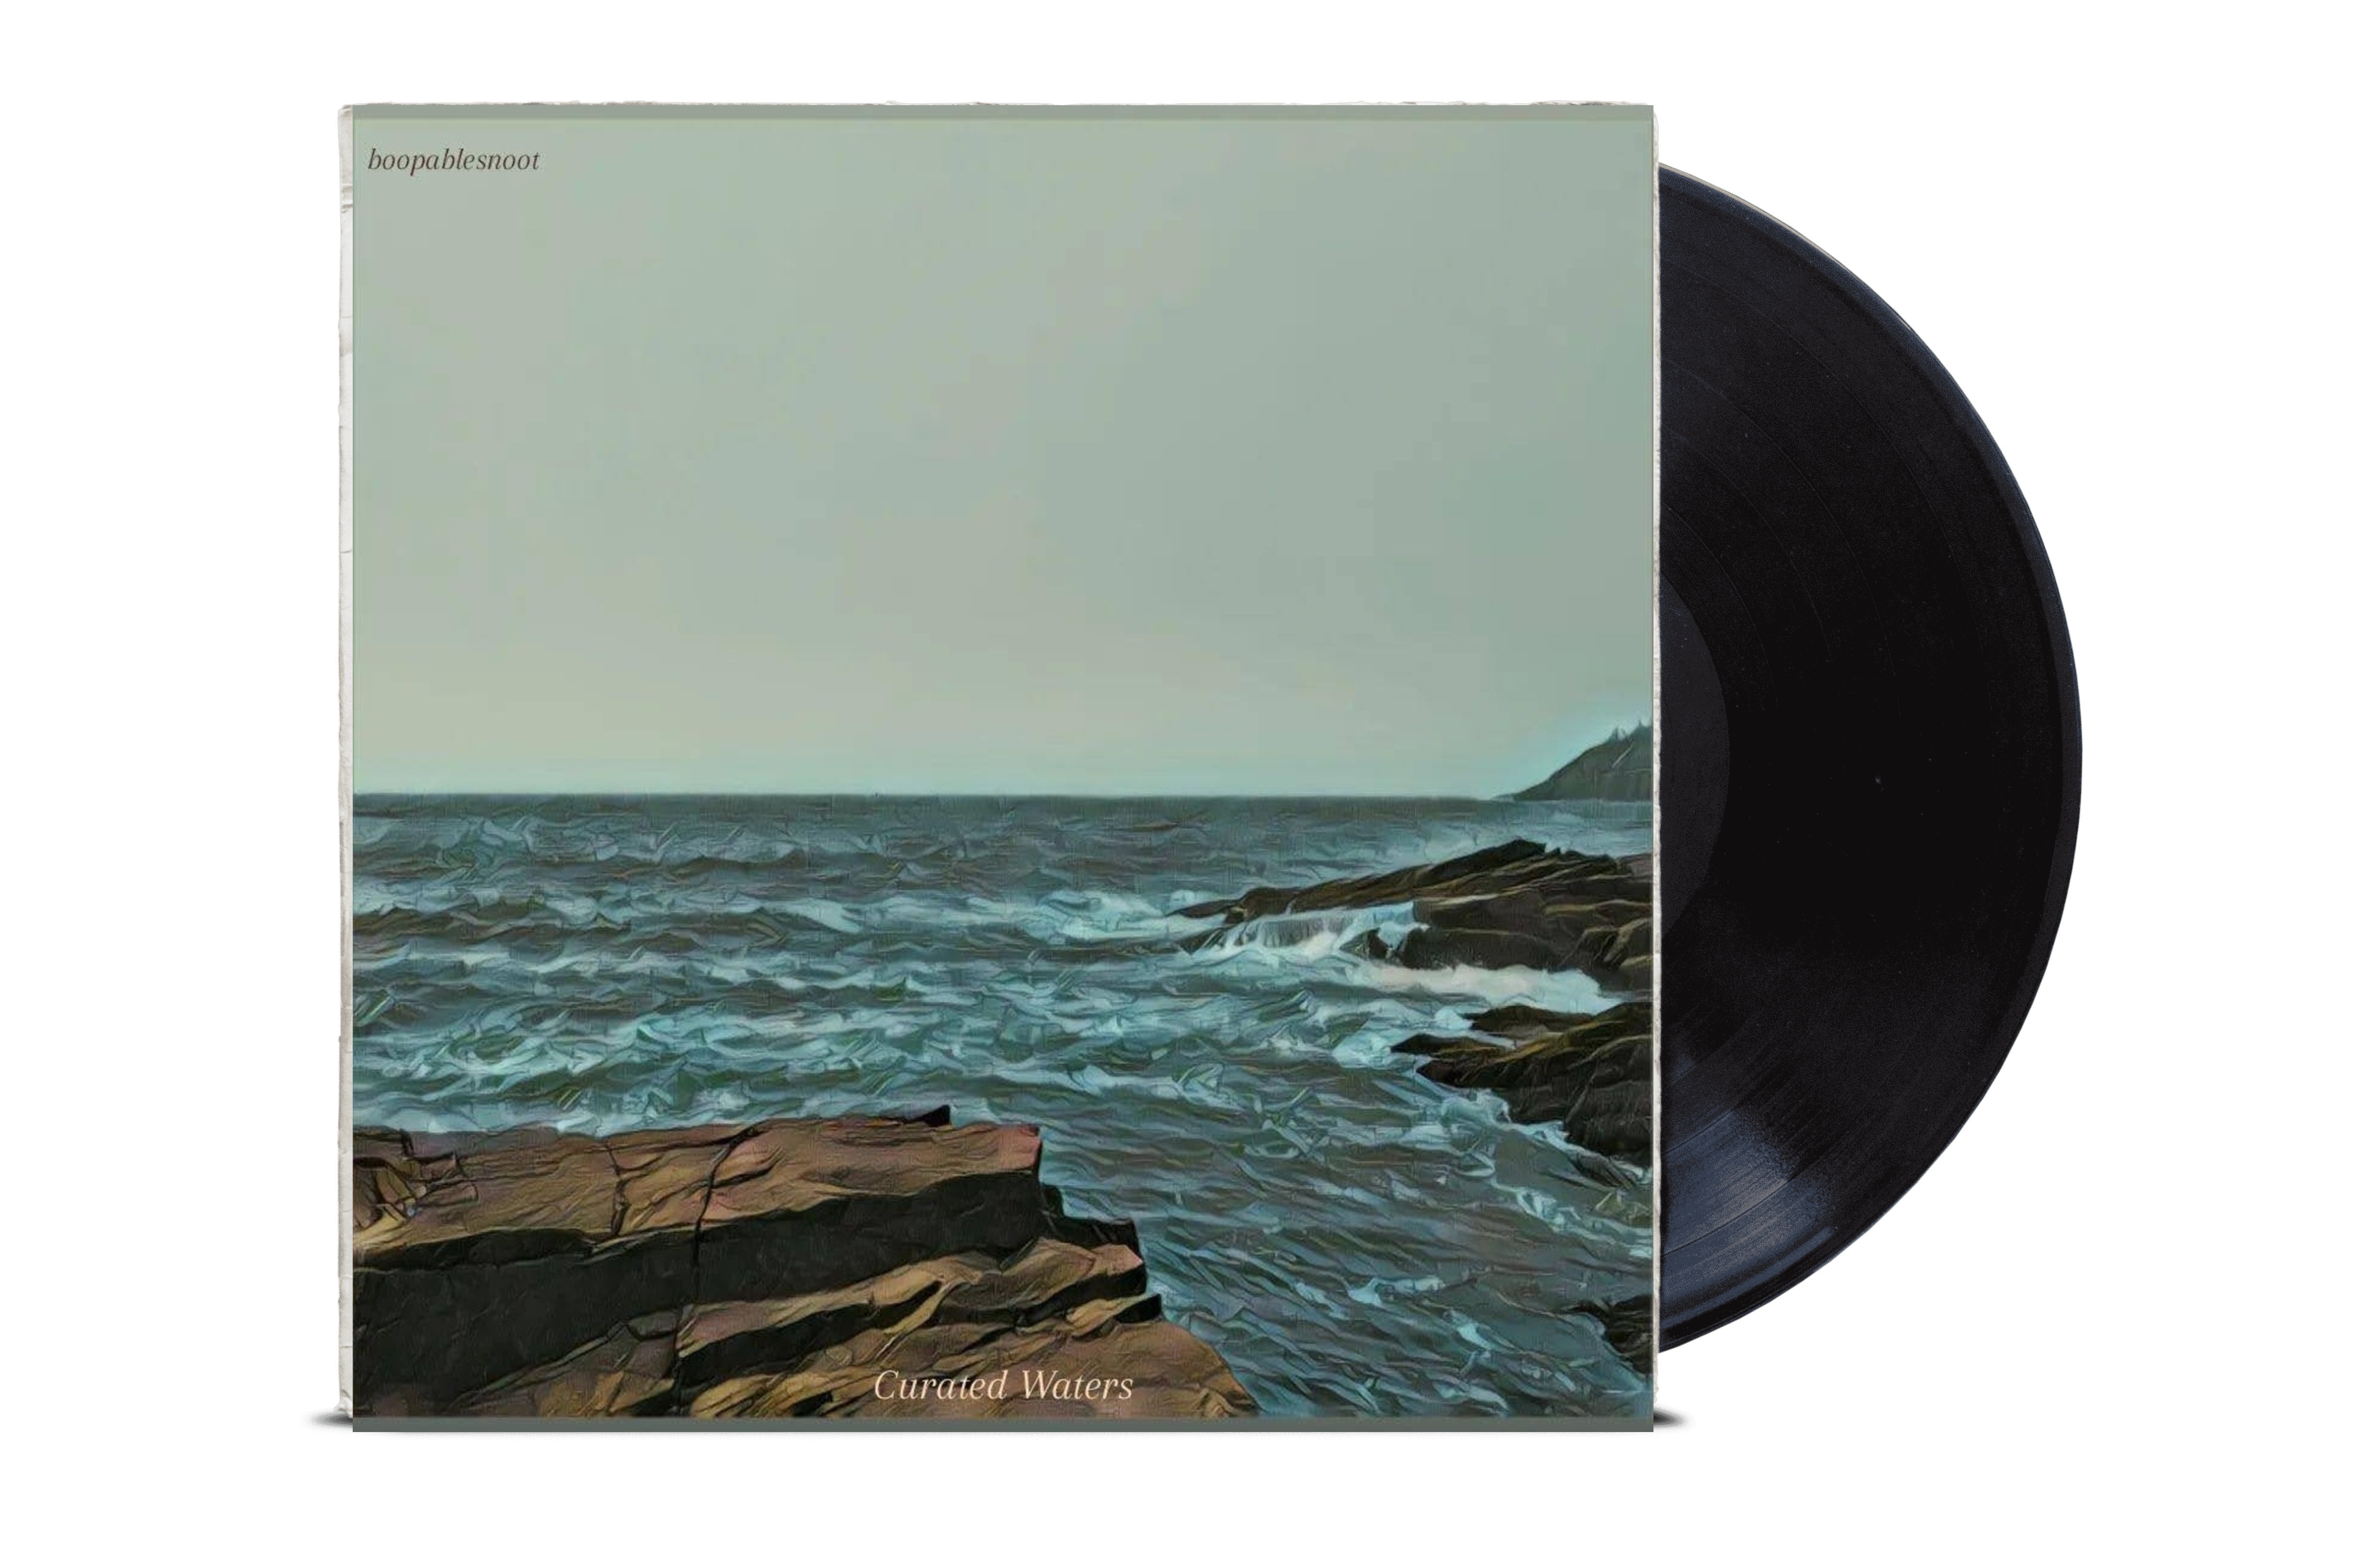 boopablesnoot
Curated Waters